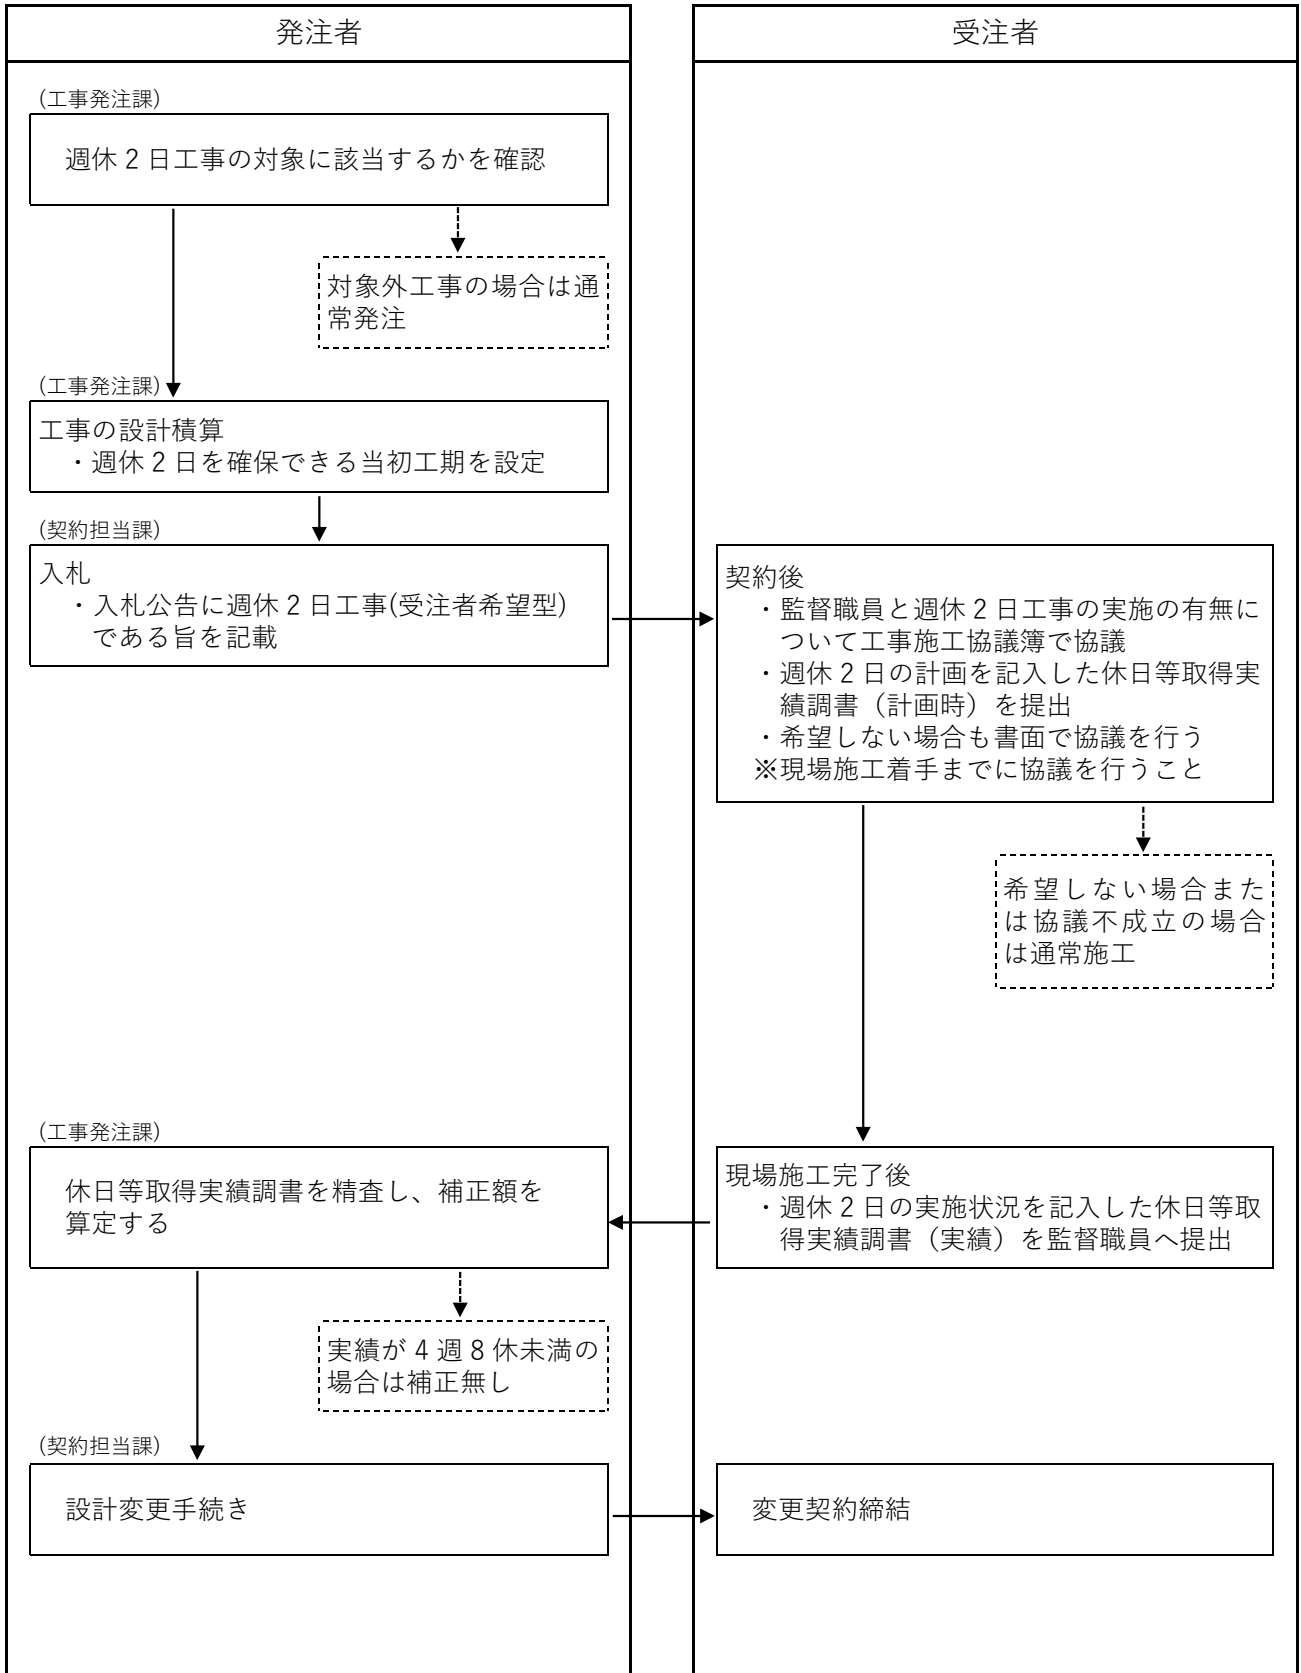 発注者
受注者
(工事発注課)
週休２日工事の対象に該当するかを確認
対象外工事の場合は通
常発注
(工事発注課)
工事の設計積算
・週休２日を確保できる当初工期を設定
(契約担当課)
入札
・入札公告に週休２日工事(受注者希望型)
である旨を記載
契約後
・監督職員と週休２日工事の実施の有無に
ついて工事施工協議簿で協議
・週休２日の計画を記入した休日等取得実
績調書（計画時）を提出
・希望しない場合も書面で協議を行う
※現場施工着手までに協議を行うこと
希望しない場合また
は協議不成立の場合
は通常施工
現場施工完了後
・週休２日の実施状況を記入した休日等取
得実績調書（実績）を監督職員へ提出
(工事発注課)
休日等取得実績調書を精査し、補正額を
算定する
実績が４週８休未満の
場合は補正無し
(契約担当課)
設計変更手続き
変更契約締結